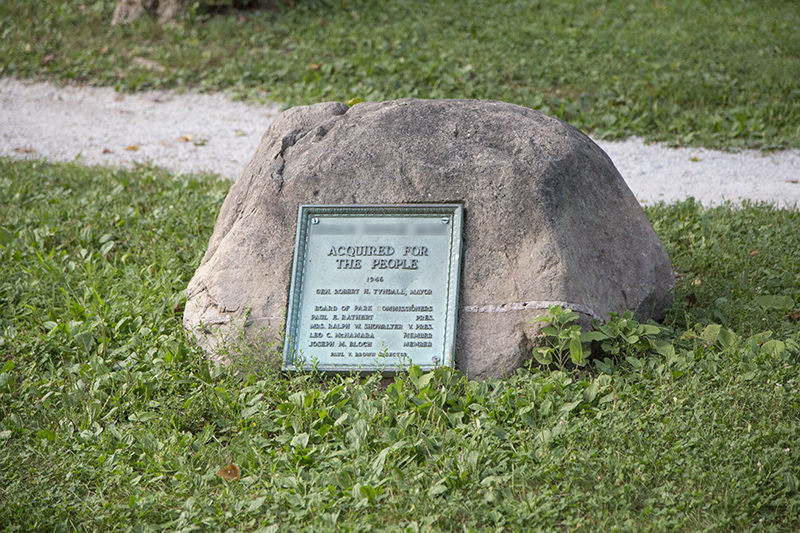 ACQUIRED FOR
THE PEOPLE
1946
GEN. ROBERT H. TYNDALL, MAYOR
BOARD OF PARK COMMISSIONERS
PAUL E. RATHERT PRES.
MRS. RALPH W. SHOWALTER V. PRES.
LEO C. McNAMARA MEMBER
JOSEPH M. BLOCH MEMBER
PAUL V. BROWN DIRECTOR